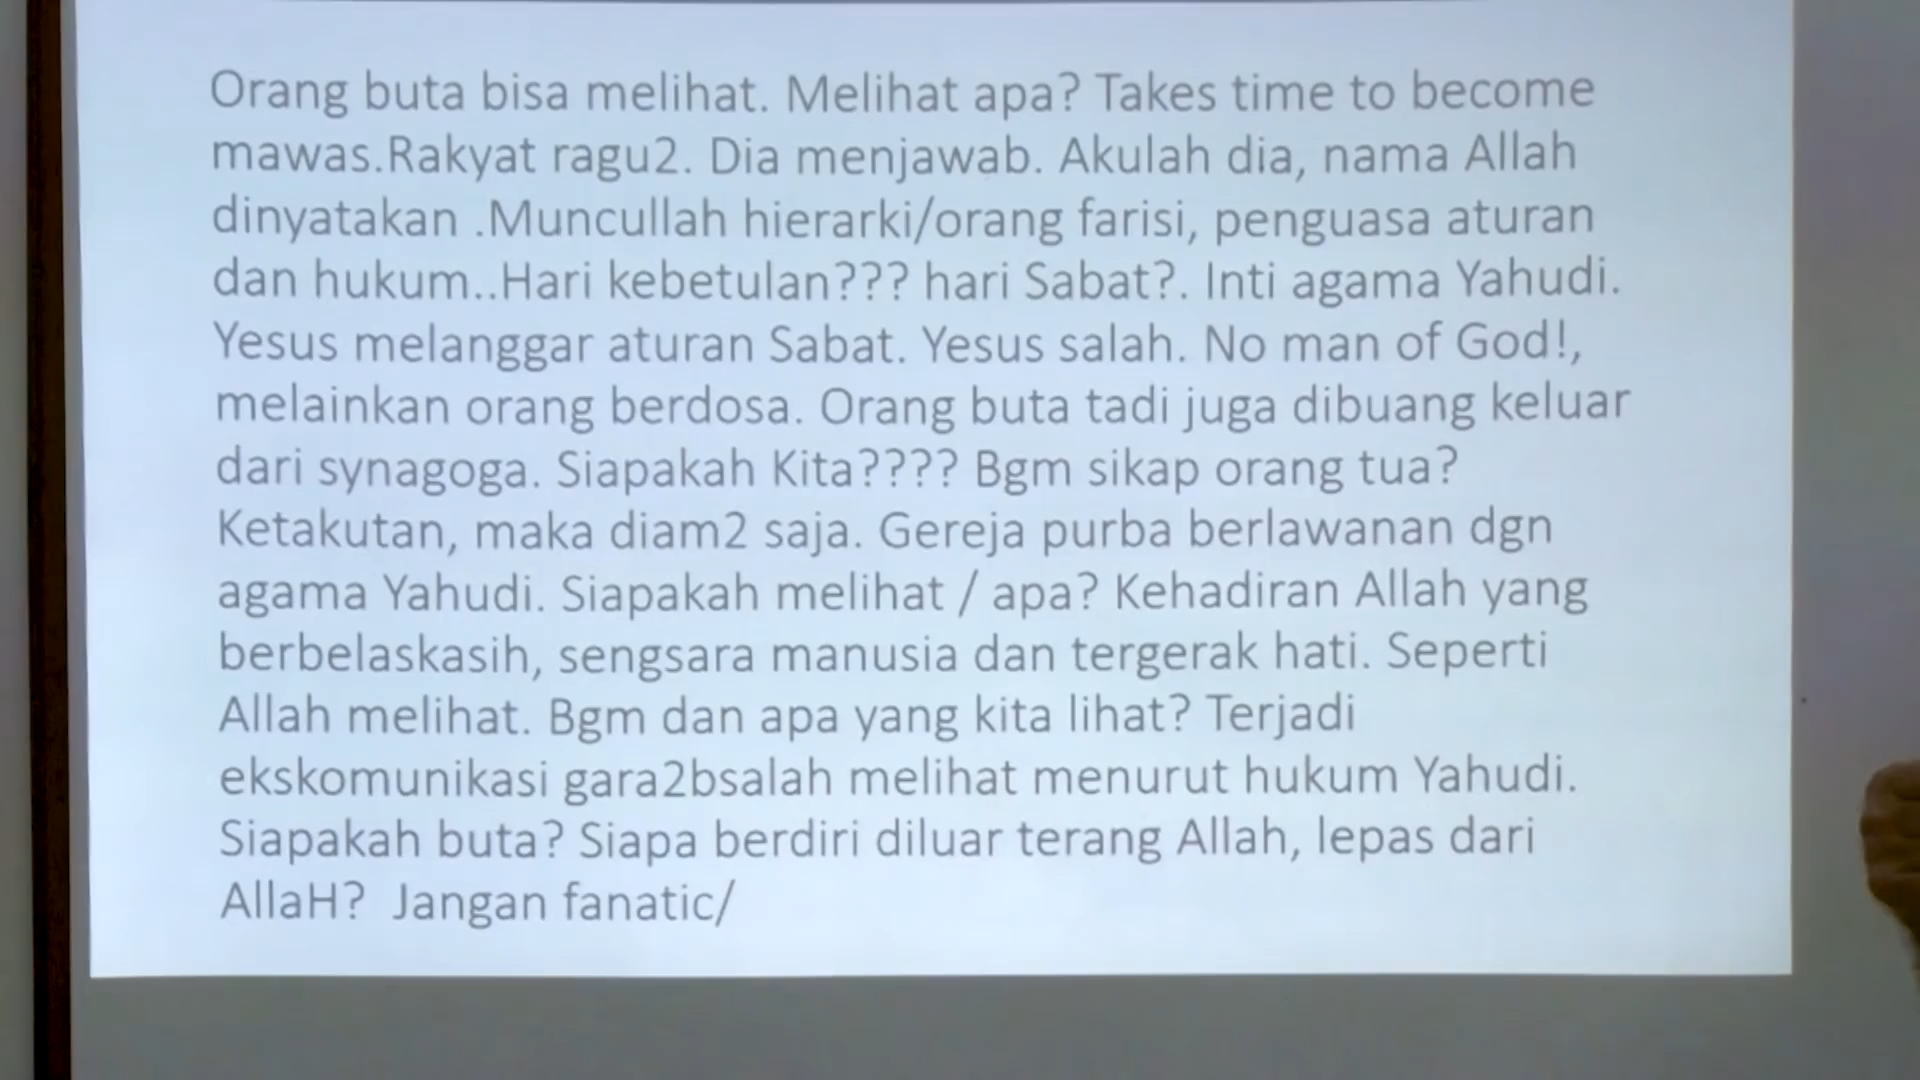 Orang buta bisa melihat. Melihat apa? Takes time to become
mawas.Rakyat ragu2. Dia menjawab. Akulah dia, nama Allah
dinyatakan .Muncullah hierarki/orang farisi, penguasa aturan
dan hukum..Hari kebetulan??? hari Sabat?. Inti agama Yahudi.
Yesus melanggar aturan Sabat. Yesus salah. No man of God!,
melainkan orang berdosa. Orang buta tadi juga dibuang keluar
dari synagoga. Siapakah Kita???? Bgm sikap orang tua?
Ketakutan, maka diam2 saja. Gereja purba berlawanan dgn
agama Yahudi. Siapakah melihat / apa? Kehadiran Allah yang
berbelaskasih, sengsara manusia dan tergerak hati. Seperti
Allah melihat. Bgm dan apa yang kita lihat? Terjadi
ekskomunikasi gara2bsalah melihat menurut hukum Yahudi.
Siapakah buta? Siapa berdiri diluar terang Allah, lepas dari
AllaH?  Jangan fanatic/